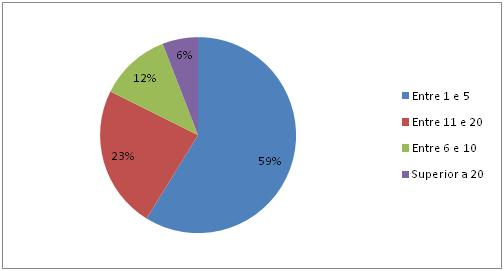 6%
12%
23%
59%
Entre 1 e 5
Entre 11 e 20
Entre 6 e 10
Superior a 20